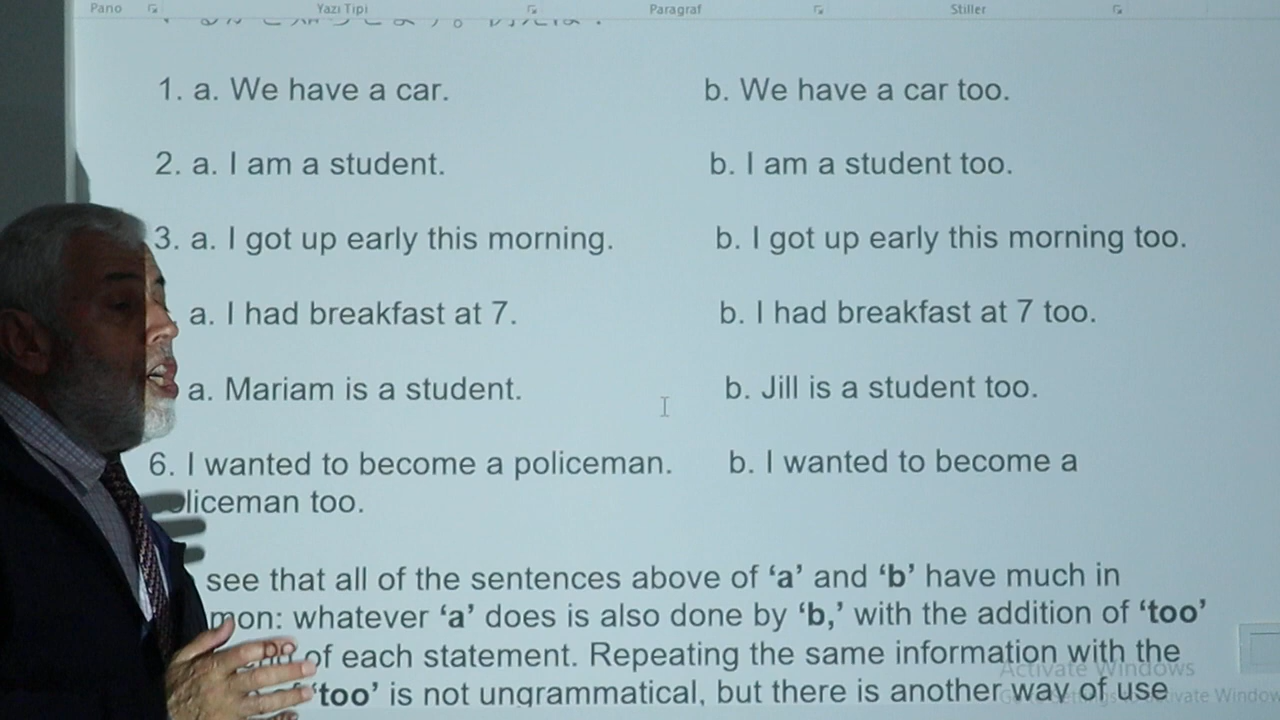 Pano Yazı Tipi Paragraf Stiller
1. a. We have a car. b. We have a car too.
2. a. I am a student. b. I am a student too.
3. a. I got up early this morning. b. I got up early this morning too.
a. I had breakfast at 7. b. I had breakfast at 7 too.
a. Mariam is a student. b. Jill is a student too.
6. I wanted to become a policeman. b. I wanted to become a
liceman too.
see that all of the sentences above of ‘a’ and ‘b’ have much in
mon: whatever ‘a’ does is also done by ‘b,’ with the addition of ‘too’
of each statement. Repeating the same information with the
Activate Windows
‘too’ is not ungrammatical, but there is another way of use